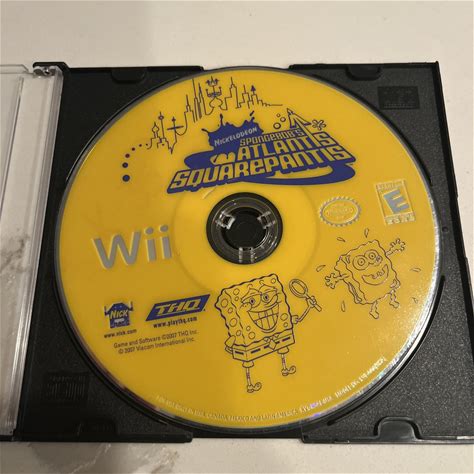 NICKELODEON
SPONGEBOB'S
ATLANTIS
SQUAREPANTIS
E
Wii
NICK
THQ
www.nick.com
www.playthq.com
Game and Software ©2007 THQ Inc.
© 2007 Viacom International Inc.